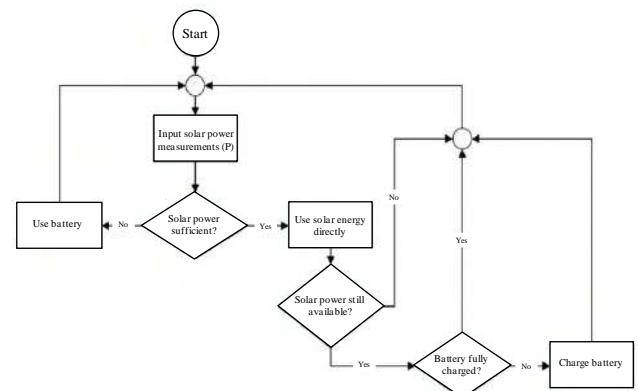 Start
Input solar power
measurements (P)
Solar power
sufficient?
No
Use battery
Yes
Use solar energy
directly
Solar power still
available?
No
Yes
Battery fully
charged?
Yes
No
Charge battery